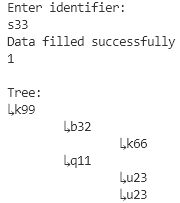 Enter identifier:
s33
Data filled successfully
1
Tree:
↳k99
↳b32
↳k66
↳q11
↳u23
↳u23